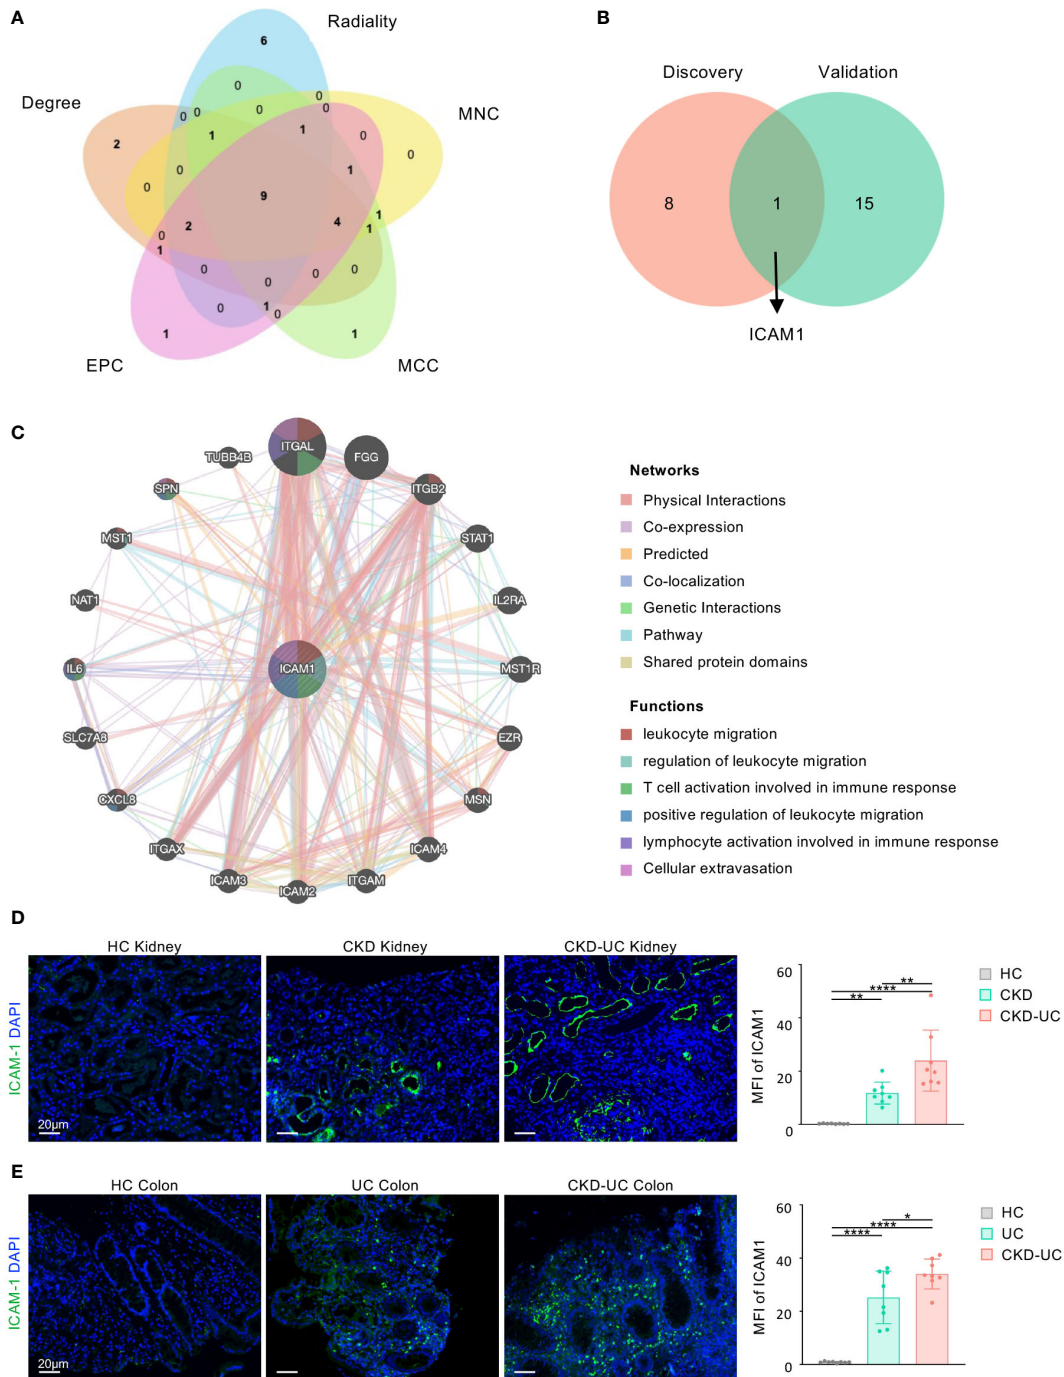 A
Radiality
Degree
MNC
EPC
MCC
6
0
0
0
0
0
0
2
1
1
0
0
0
1
0
9
2
4
1
1
0
1
0
0
0
0
0
1
0
1
1
B
Discovery
Validation
8
1
15
ICAM1
C
ITGAL
FGG
TUBB4B
ITGB2
SPN
STAT1
MST1
IL2RA
NAT1
ICAM1
MST1R
IL6
EZR
SLC7A8
MSN
CXCL8
ICAM4
ITGAX
ITGAM
ICAM3
ICAM2
Networks
Physical Interactions
Co-expression
Predicted
Co-localization
Genetic Interactions
Pathway
Shared protein domains
Functions
leukocyte migration
regulation of leukocyte migration
T cell activation involved in immune response
positive regulation of leukocyte migration
lymphocyte activation involved in immune response
Cellular extravasation
D
HC Kidney
CKD Kidney
CKD-UC Kidney
ICAM-1 DAPI
20μm
MFI of ICAM1
60
40
20
0
**
****
**
HC
CKD
CKD-UC
E
HC Colon
UC Colon
CKD-UC Colon
ICAM-1 DAPI
20μm
MFI of ICAM1
60
40
20
0
*
****
****
HC
UC
CKD-UC